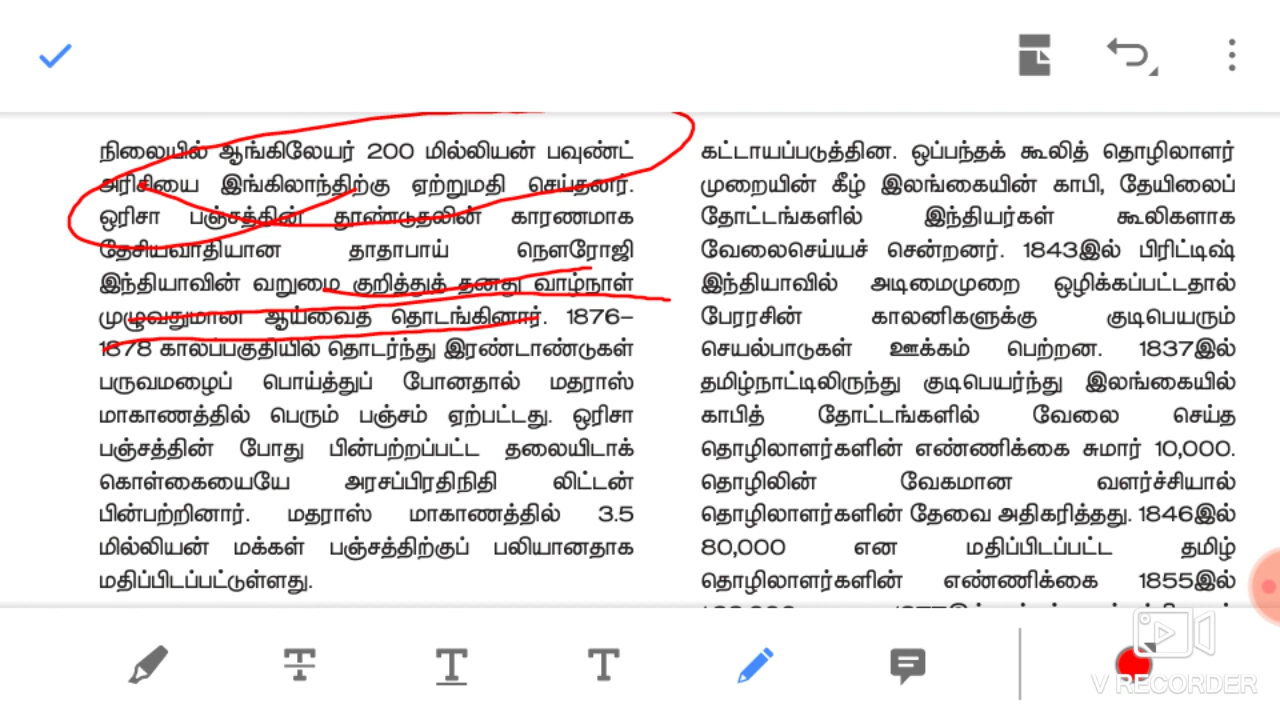 நிலையில் ஆங்கிலேயர் 200 மில்லியன் பவுண்ட்
அரிசியை இங்கிலாந்திற்கு ஏற்றுமதி செய்தனர்.
ஒரிசா பஞ்சத்தின் தூண்டுதலின் காரணமாக
தேசியவாதியான தாதாபாய் நௌரோஜி
இந்தியாவின் வறுமை குறித்துத் தனது வாழ்நாள்
முழுவதுமான ஆய்வைத் தொடங்கினார். 1876–
1878 காலப்பகுதியில் தொடர்ந்து இரண்டாண்டுகள்
பருவமழைப் பொய்த்துப் போனதால் மதராஸ்
மாகாணத்தில் பெரும் பஞ்சம் ஏற்பட்டது. ஒரிசா
பஞ்சத்தின் போது பின்பற்றப்பட்ட தலையிடாக்
கொள்கையையே அரசப்பிரதிநிதி லிட்டன்
பின்பற்றினார். மதராஸ் மாகாணத்தில் 3.5
மில்லியன் மக்கள் பஞ்சத்திற்குப் பலியானதாக
மதிப்பிடப்பட்டுள்ளது.
கட்டாயப்படுத்தின. ஒப்பந்தக் கூலித் தொழிலாளர்
முறையின் கீழ் இலங்கையின் காபி, தேயிலைப்
தோட்டங்களில் இந்தியர்கள் கூலிகளாக
வேலைசெய்யச் சென்றனர். 1843இல் பிரிட்டிஷ்
இந்தியாவில் அடிமைமுறை ஒழிக்கப்பட்டதால்
பேரரசின் காலனிகளுக்கு குடிபெயரும்
செயல்பாடுகள் ஊக்கம் பெற்றன. 1837இல்
தமிழ்நாட்டிலிருந்து குடிபெயர்ந்து இலங்கையில்
காபித் தோட்டங்களில் வேலை செய்த
தொழிலாளர்களின் எண்ணிக்கை சுமார் 10,000.
தொழிலின் வேகமான வளர்ச்சியால்
தொழிலாளர்களின் தேவை அதிகரித்தது. 1846இல்
80,000 என மதிப்பிடப்பட்ட தமிழ்
தொழிலாளர்களின் எண்ணிக்கை 1855இல்
V RECORDER